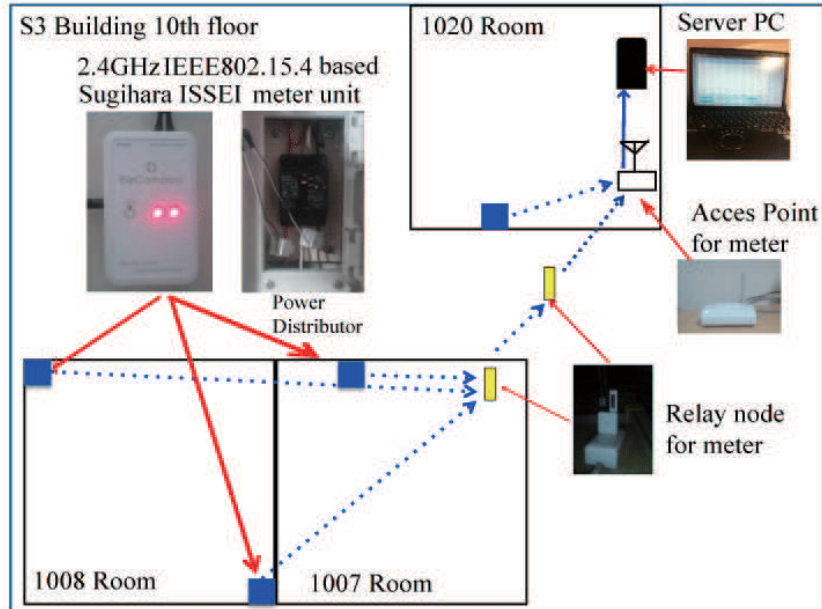 S3 Building 10th floor
2.4GHz IEEE802.15.4 based
Sugihara ISSEI meter unit
Power
Distributor
1020 Room
Server PC
Acces Point
for meter
Relay node
for meter
1008 Room
1007 Room